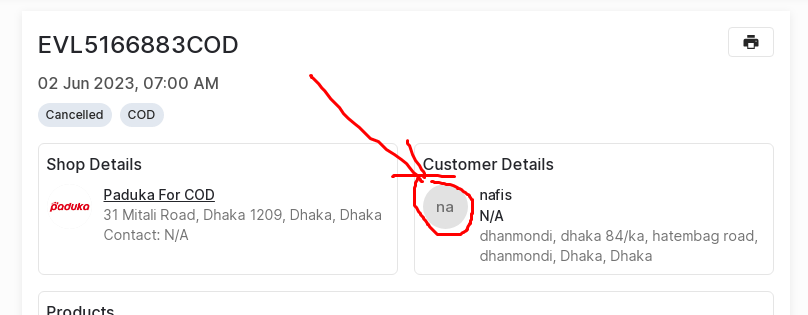 EVL5166883COD
02 Jun 2023, 07:00 AM
Cancelled COD
Shop Details
paduka
Paduka For COD
31 Mitali Road, Dhaka 1209, Dhaka, Dhaka
Contact: N/A
Customer Details
na
nafis
N/A
dhanmondi, dhaka 84/ka, hatembag road,
dhanmondi, Dhaka, Dhaka
Products